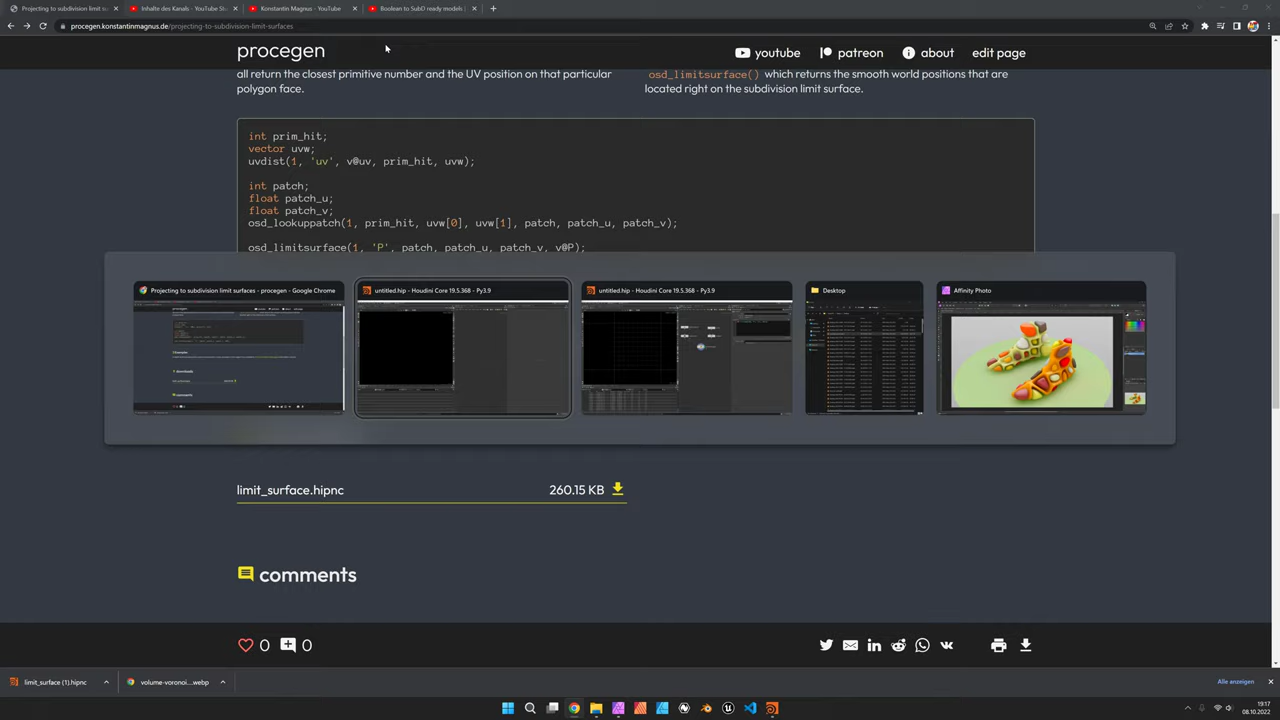 Projecting to subdivision limit su
Inhalte des Kanals - YouTube St
Konstantin Magnus - YouTube
Boolean to SubD ready models
procegen.konstantinmagnus.de/projecting-to-subdivision-limit-surfaces
procegen
youtube
patreon
about
edit page
all return the closest primitive number and the UV position on that particular
polygon face.
osd_limitsurface() which returns the smooth world positions that are
located right on the subdivision limit surface.
int prim_hit;
vector uvw;
uvdist(1, 'uv', v@uv, prim_hit, uvw);
int patch;
float patch_u;
float patch_v;
osd_lookuppatch(1, prim_hit, uvw[0], uvw[1], patch, patch_u, patch_v);
osd_limitsurface(1, 'P', patch, patch_u, patch_v, v@P);
Projecting to subdivision limit surfaces - procegen - Google Chrome
untitled.hip - Houdini Core 19.5.368 - Py3.9
untitled.hip - Houdini Core 19.5.368 - Py3.9
Desktop
Affinity Photo
limit_surface.hipnc
260.15 KB
comments
0
0
limit_surface (1).hipnc
volume-voronoi....webp
Alle anzeigen
19:17
08.10.2022